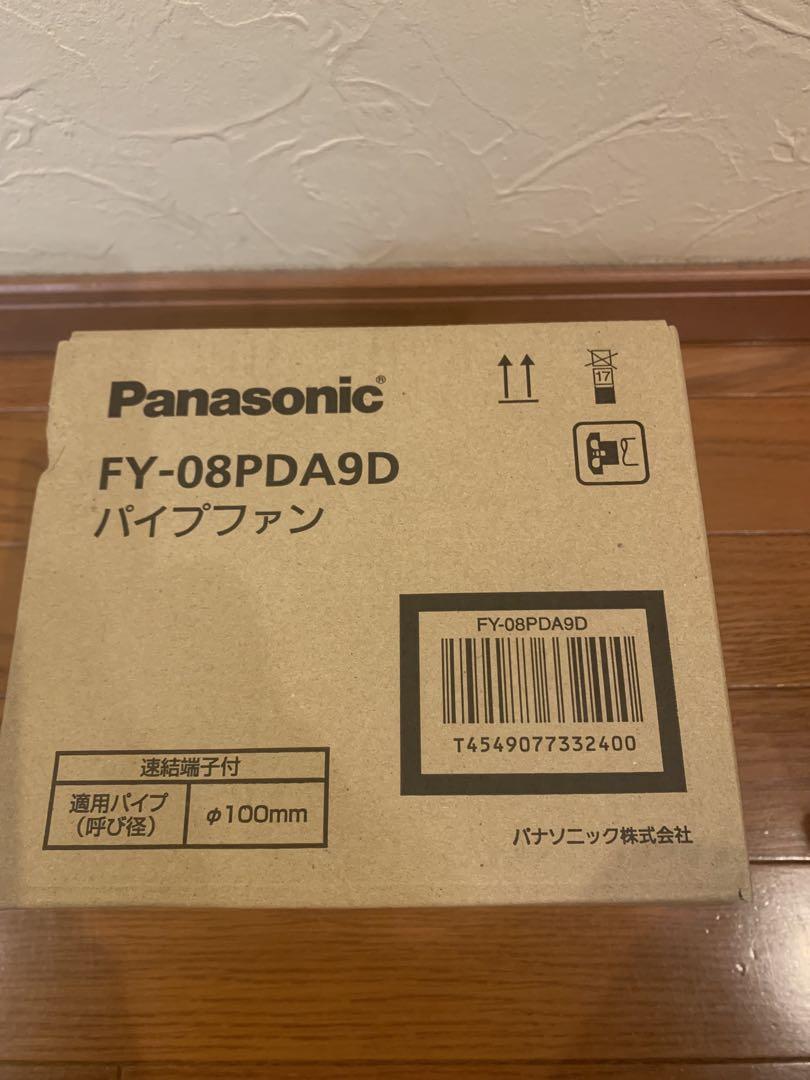 Panasonic®
FY-08PDA9D
パイプファン
17
FY-08PDA9D
T4549077332400
速結端子付
適用パイプ
(呼び径)
φ100mm
パナソニック株式会社